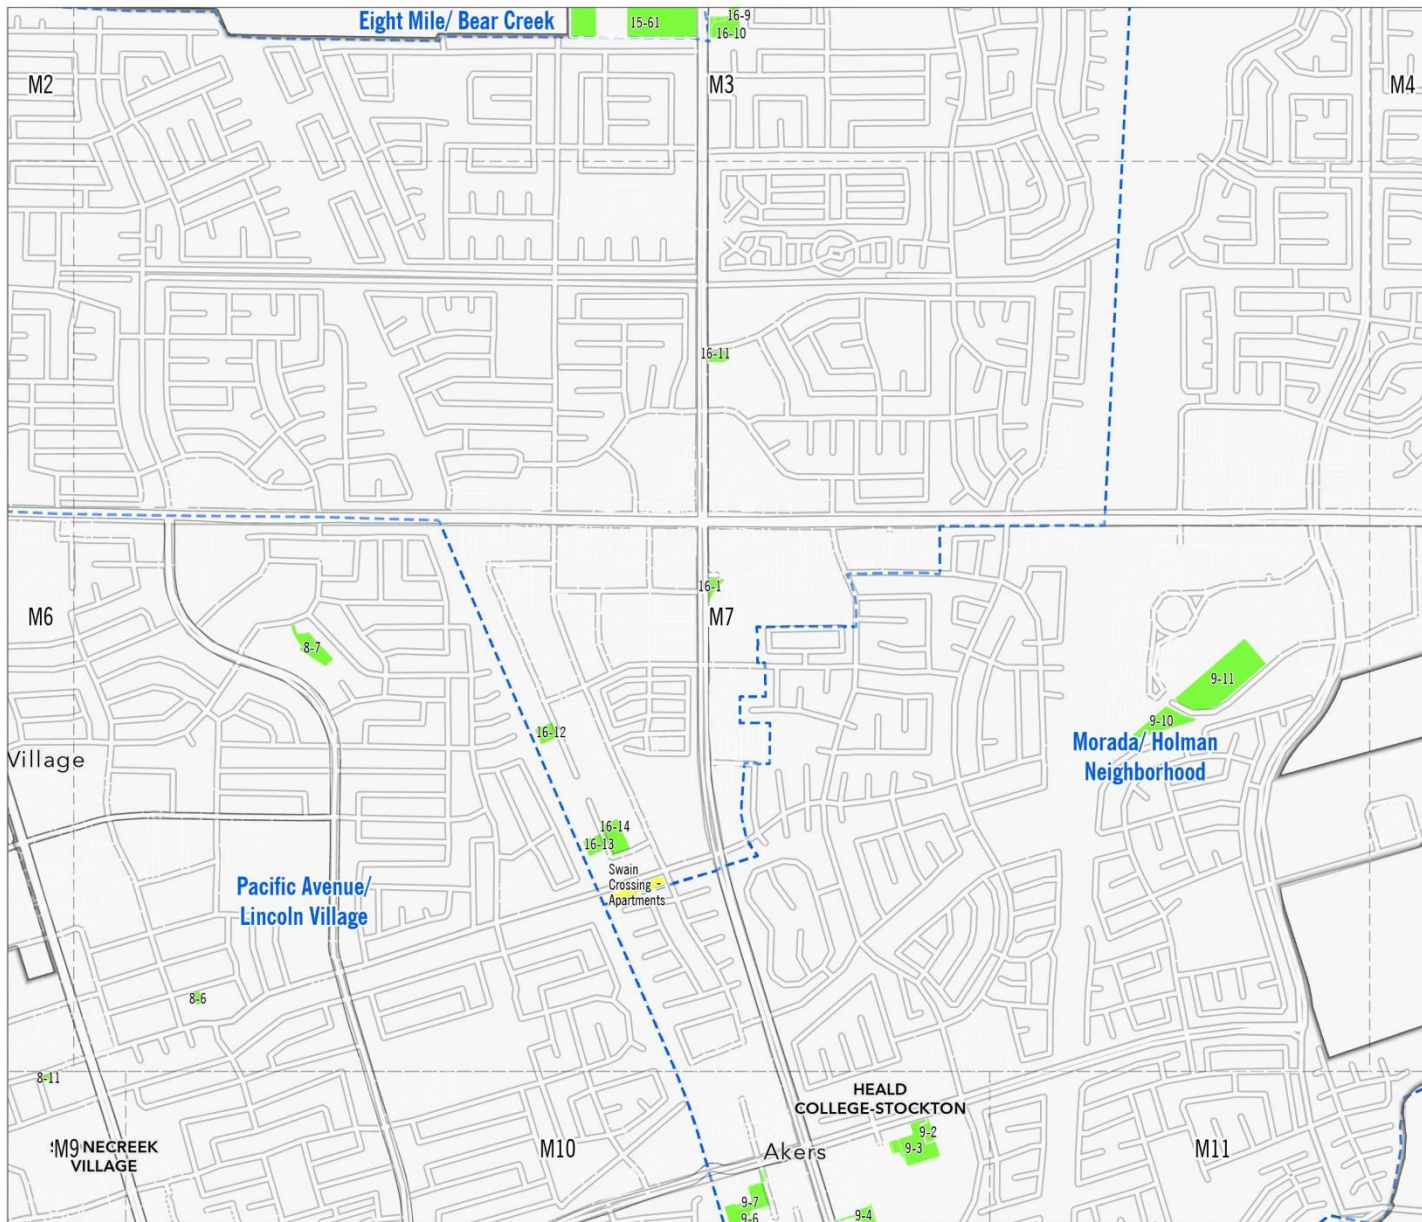 Eight Mile/ Bear Creek
15-61
16-9
16-10
M2
M3
M4
16-11
16-1
M6
M7
8-7
9-11
16-12
9-10
Morada/ Holman
Neighborhood
Village
16-14
16-13
Swain
Crossing -
Apartments
Pacific Avenue/
Lincoln Village
8-6
8-11
HEALD
COLLEGE-STOCKTON
9-2
9-3
M9 NECREEK
VILLAGE
M10
Akers
M11
9-7
9-6
9-4